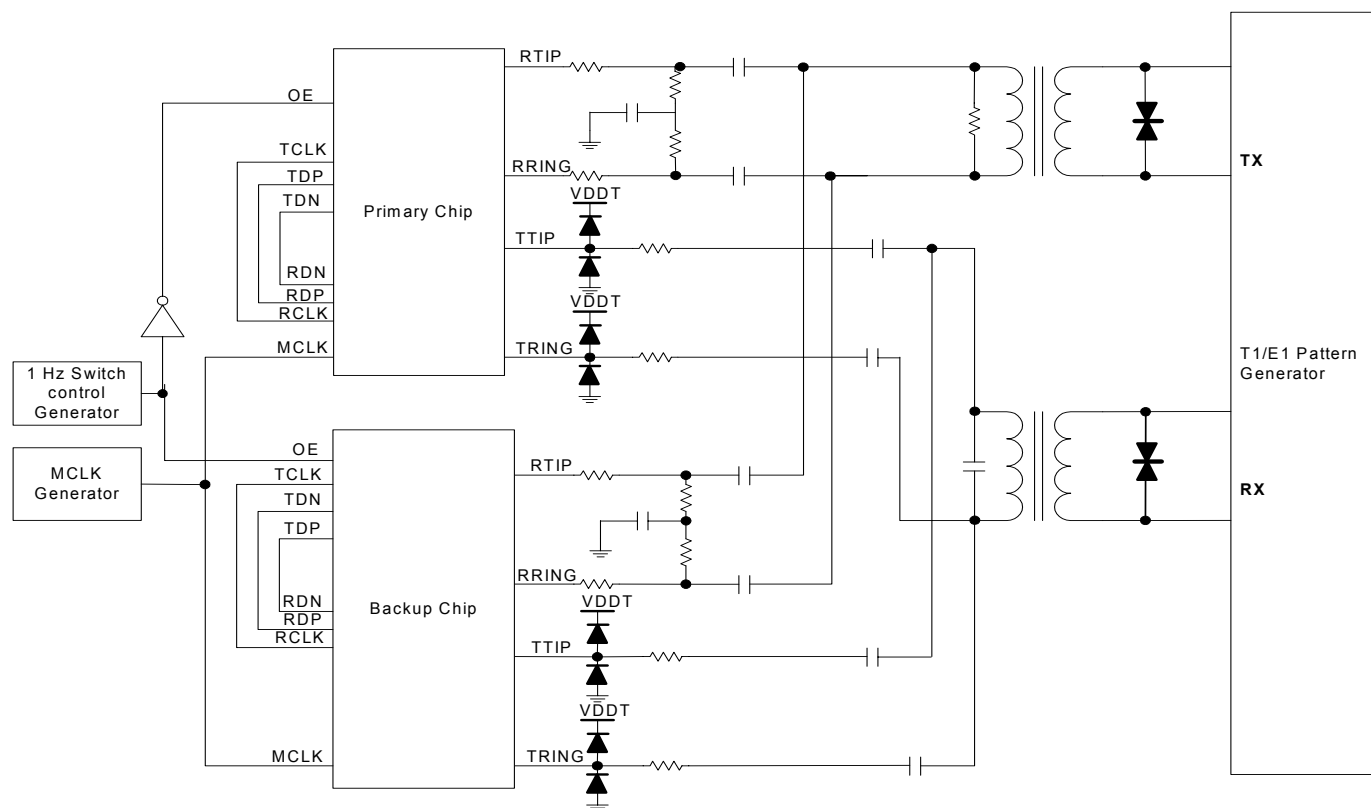 RTIP
OE
TCLK
TX
TDP
RRING
VDDT
TDN
Primary Chip
TTIP
RDN
RDP
VDDT
RCLK
MCLK
TRING
1 Hz Switch
control
Generator
T1/E1 Pattern
Generator
OE
MCLK
Generator
TCLK
RTIP
RX
TDN
TDP
RRING
RDN
VDDT
Backup Chip
RDP
RCLK
TTIP
VDDT
MCLK
TRING